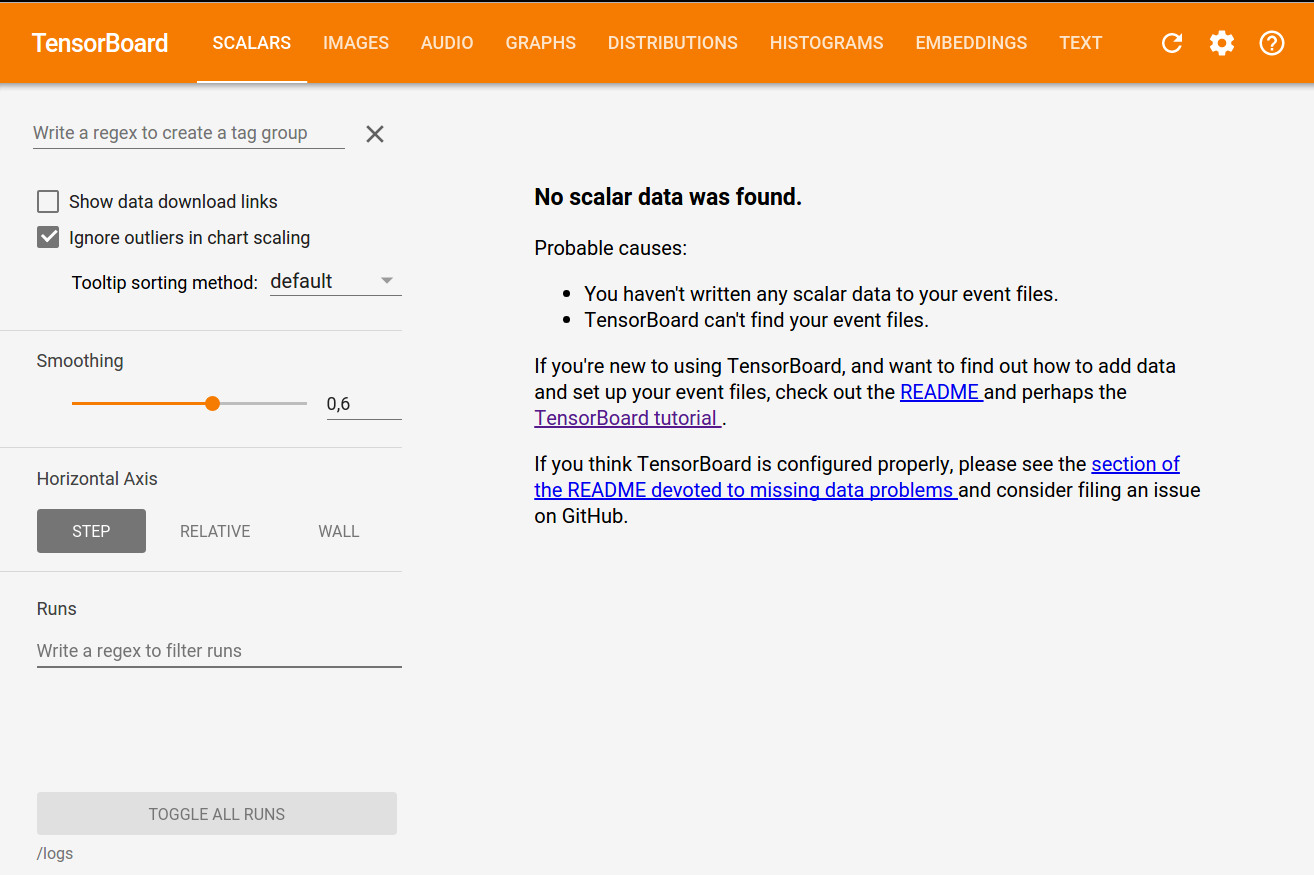 TensorBoard SCALARS IMAGES AUDIO GRAPHS DISTRIBUTIONS HISTOGRAMS EMBEDDINGS TEXT
Write a regex to create a tag group
Show data download links
Ignore outliers in chart scaling
Tooltip sorting method: default
Smoothing
0,6
Horizontal Axis
STEP RELATIVE WALL
Runs
Write a regex to filter runs
TOGGLE ALL RUNS
/logs
No scalar data was found.
Probable causes:
• You haven't written any scalar data to your event files.
• TensorBoard can't find your event files.
If you're new to using TensorBoard, and want to find out how to add data
and set up your event files, check out the README and perhaps the
TensorBoard tutorial .
If you think TensorBoard is configured properly, please see the section of
the README devoted to missing data problems and consider filing an issue
on GitHub.